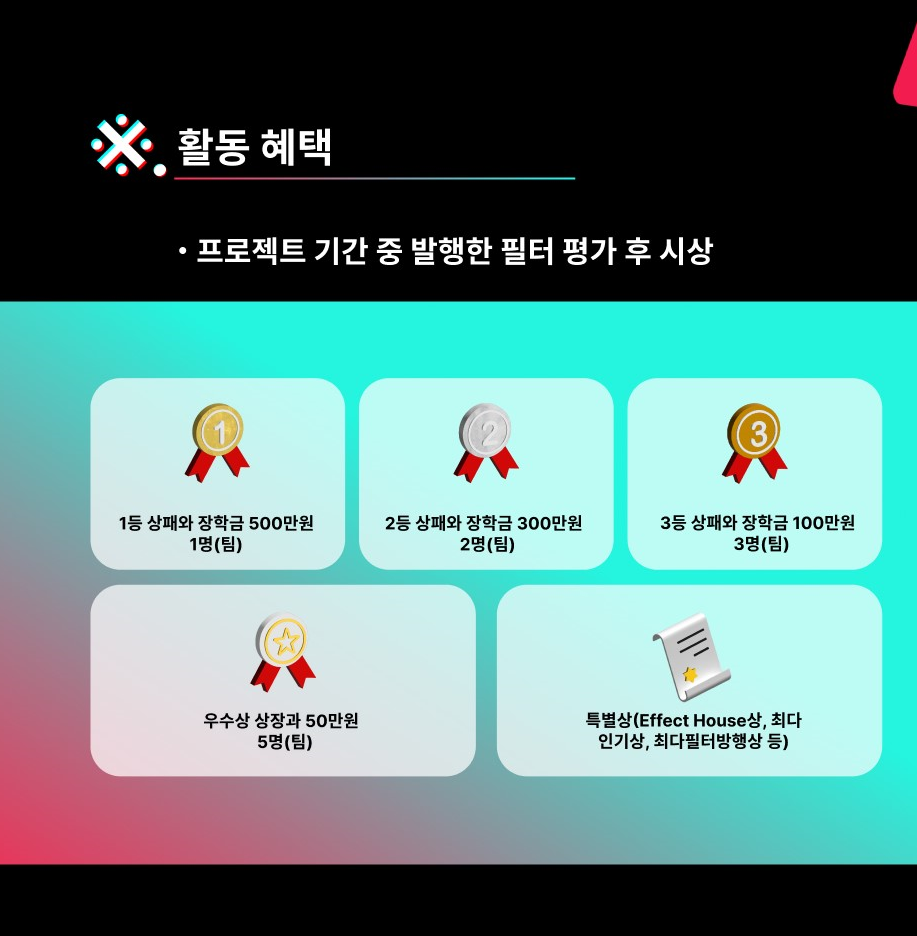 활동 혜택
• 프로젝트 기간 중 발행한 필터 평가 후 시상
1
2
3
1등 상패와 장학금 500만원
1명(팀)
2등 상패와 장학금 300만원
2명(팀)
3등 상패와 장학금 100만원
3명(팀)
우수상 상장과 50만원
5명(팀)
특별상(Effect House상, 최다
인기상, 최다필터방행상 등)